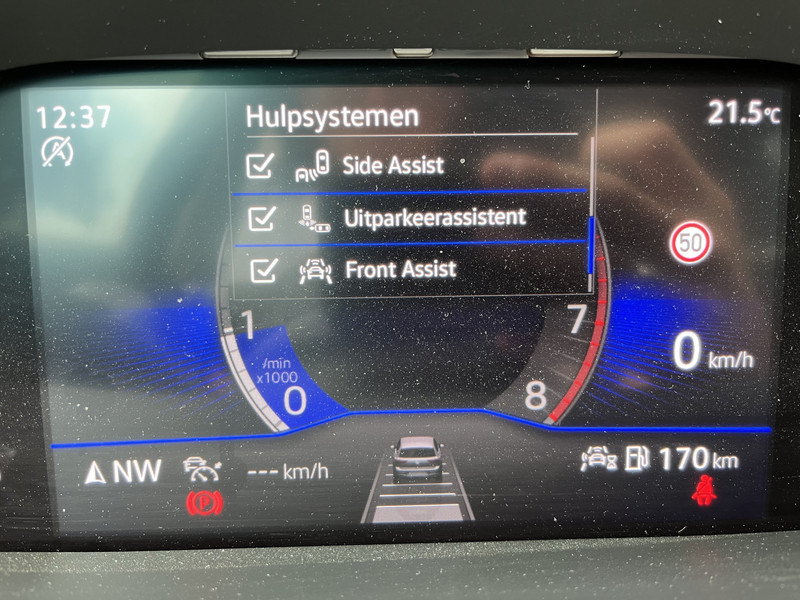 12:37
Hulpsystemen
21.5°C
Side Assist
Uitparkeerassistent
Front Assist
50
1
7
/min
x1000
0
8
0 km/h
NW
--- km/h
170 km
P